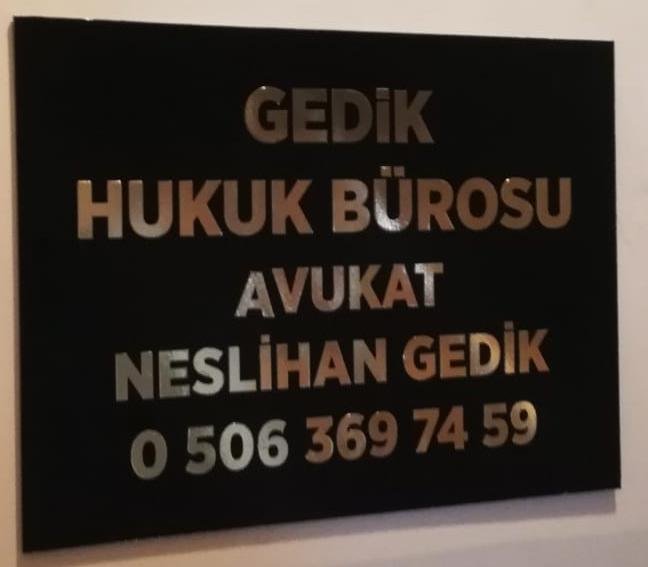 GEDİK
HUKUK BÜROSU
AVUKAT
NESLİHAN GEDİK
0 506 369 74 59